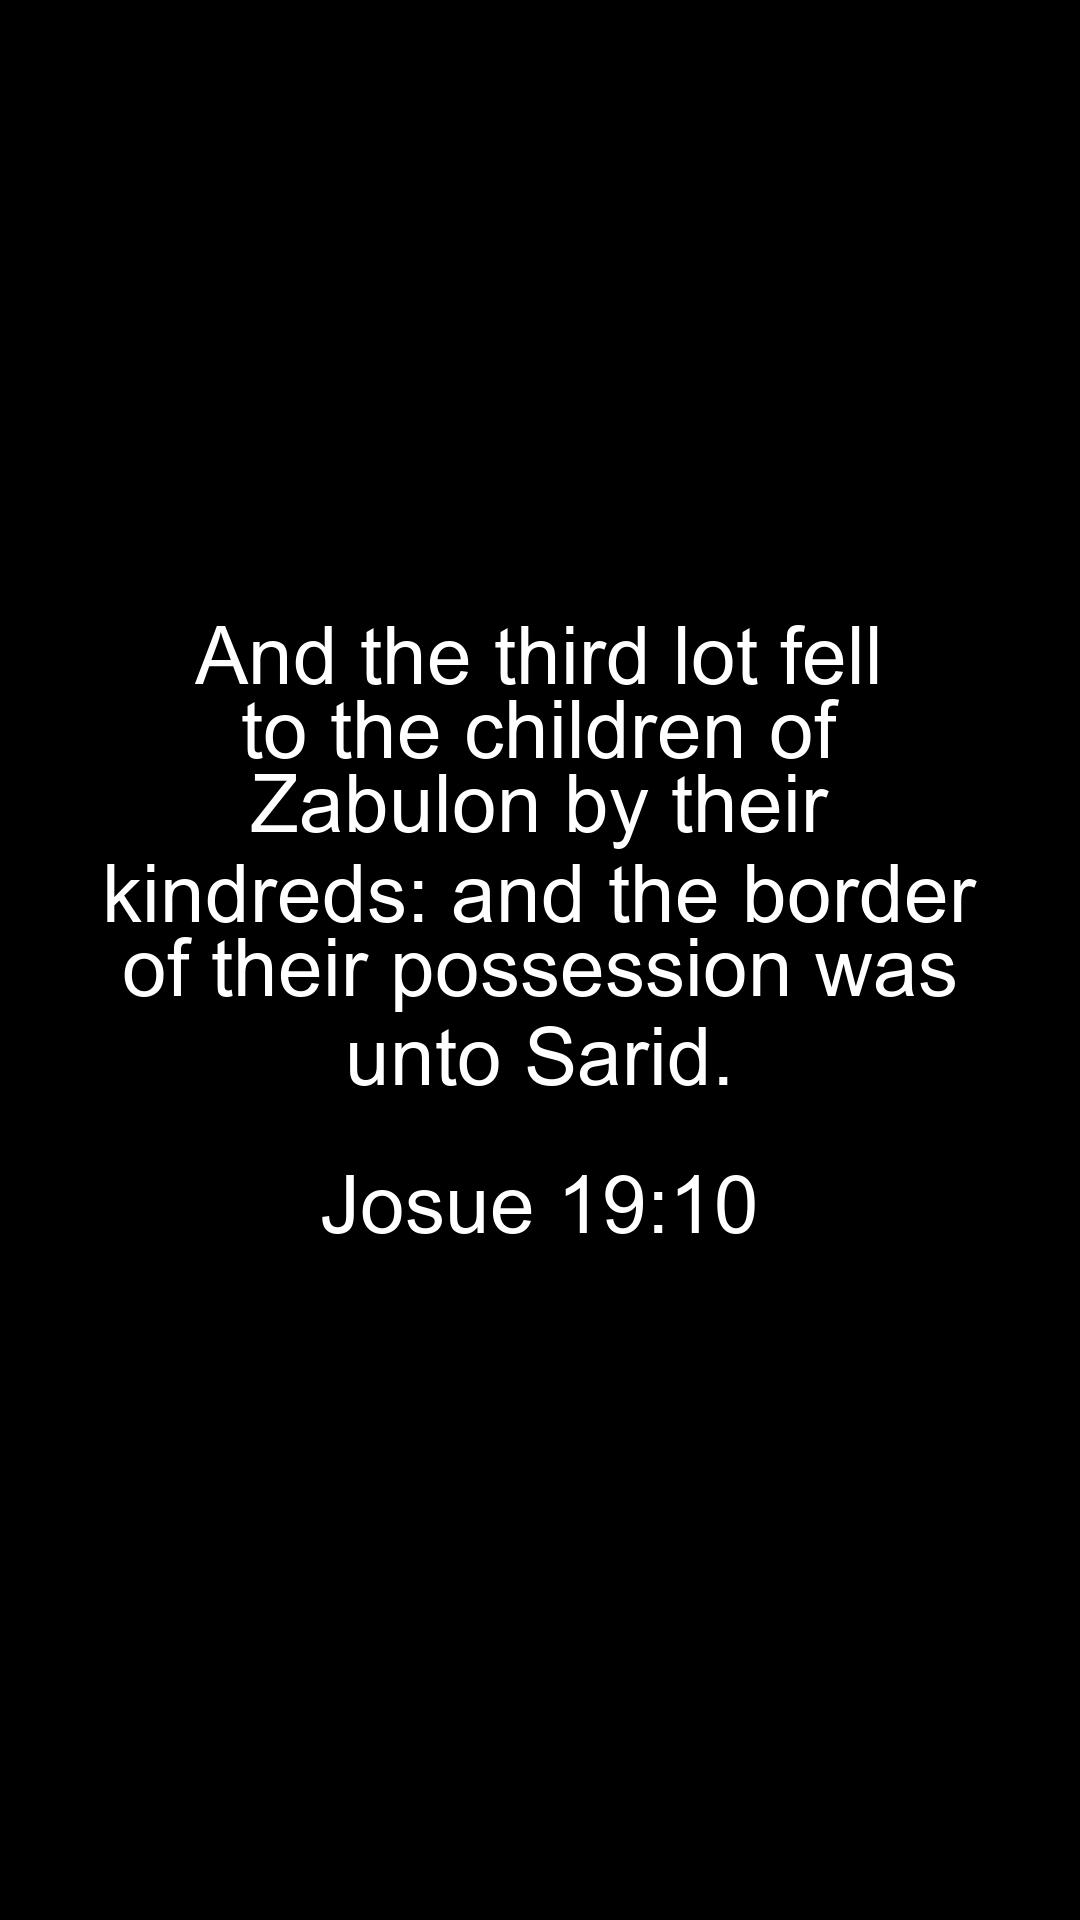 And the third lot fell
to the children of
Zabulon by their
kindreds: and the border
of their possession was
unto Sarid.
Josue 19:10